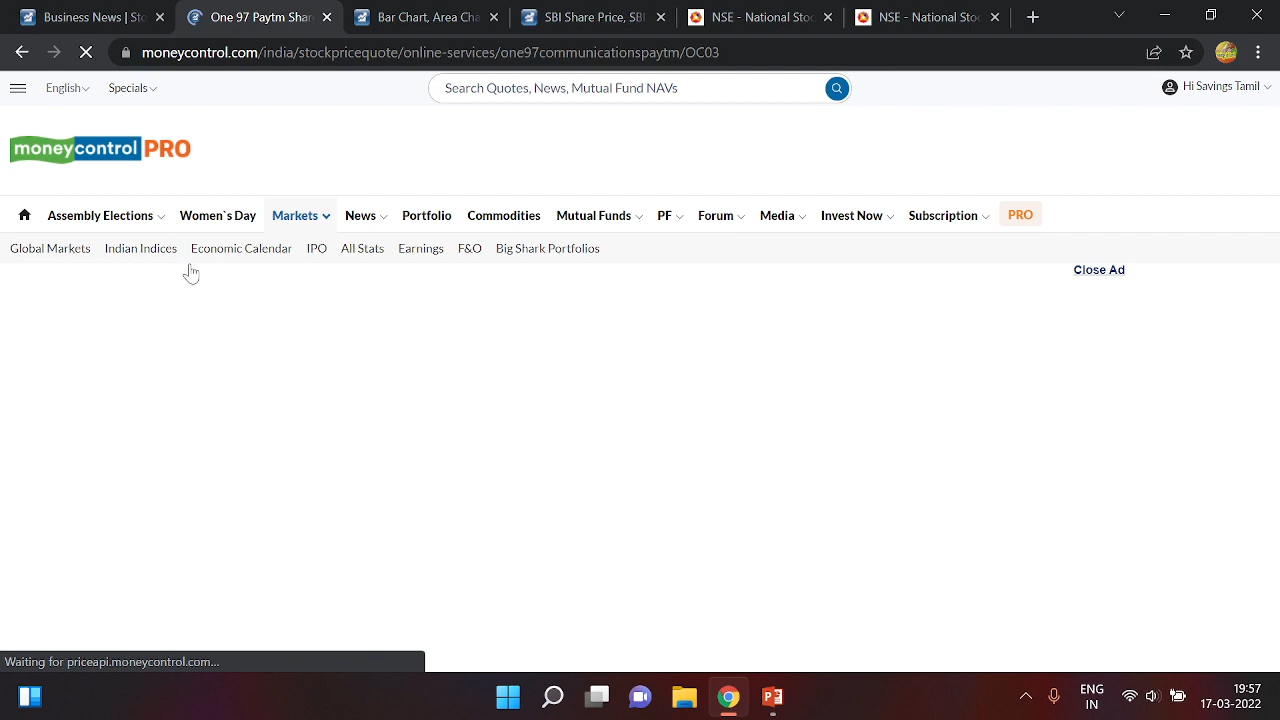 Business News | Sto
One 97 Paytm Share
Bar Chart, Area Cha
SBI Share Price, SBI
NSE - National Stoc
NSE - National Stoc
moneycontrol.com/india/stockpricequote/online-services/one97communicationspaytm/OC03
English
Specials
Search Quotes, News, Mutual Fund NAVs
Hi Savings Tamil
moneycontrol PRO
Assembly Elections
Women`s Day
Markets
News
Portfolio
Commodities
Mutual Funds
PF
Forum
Media
Invest Now
Subscription
PRO
Global Markets
Indian Indices
Economic Calendar
IPO
All Stats
Earnings
F&O
Big Shark Portfolios
Close Ad
Waiting for priceapi.moneycontrol.com...
ENG
IN
19:57
17-03-2022